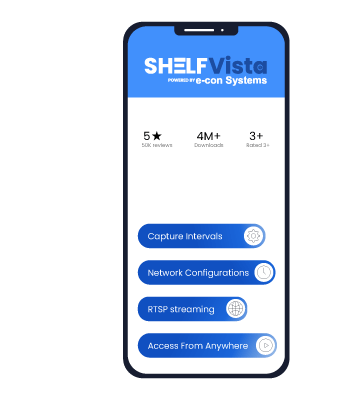 SHELFVista
POWERED BY e-con Systems
5★ 4M+ 3+
50K reviews Downloads Rated 3+
Capture Intervals
Network Configurations
RTSP streaming
Access From Anywhere